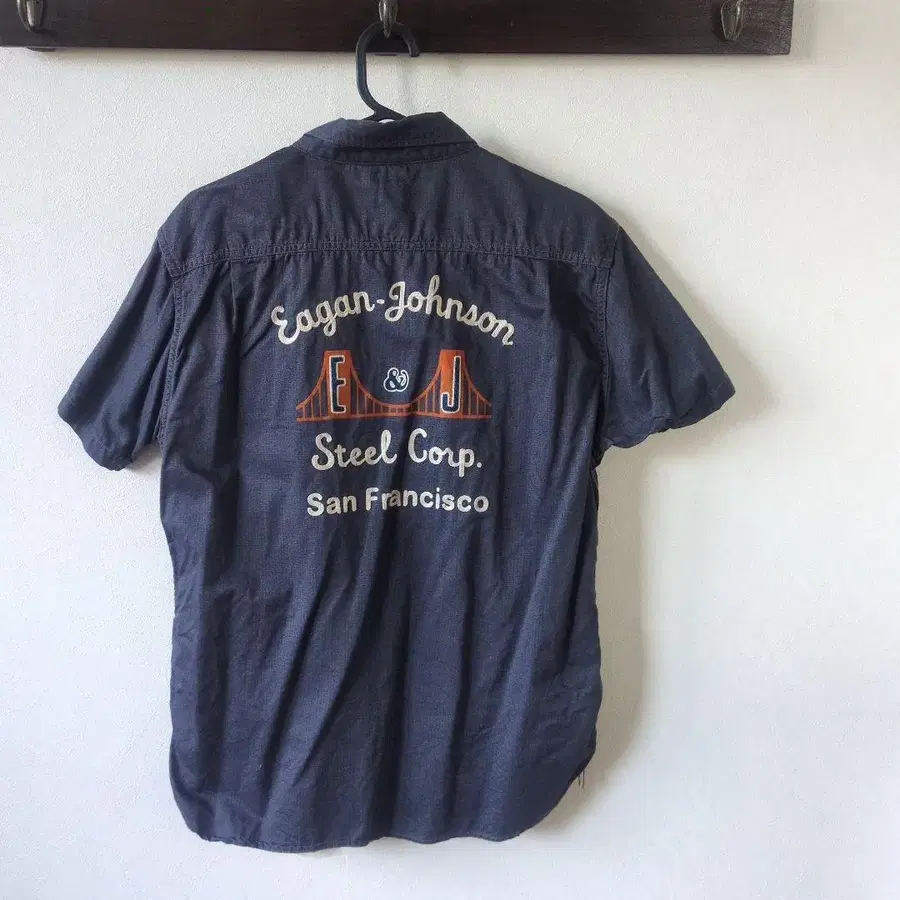 Eagan-Johnson
E & J
Steel Corp.
San Francisco